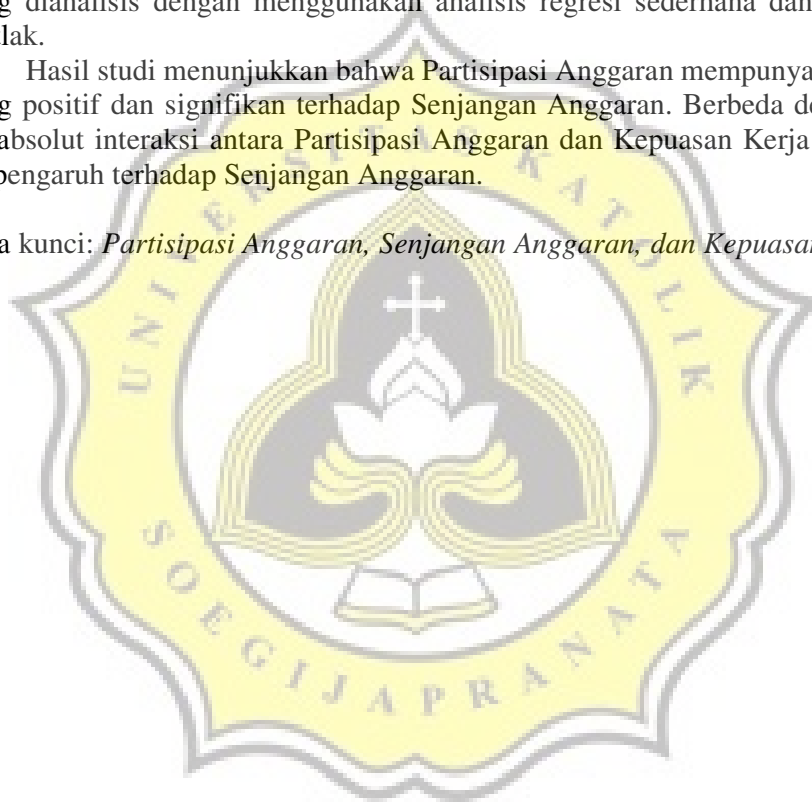 g dianalisis dengan menggunakan analisis regresi sederhana dan
lak.
Hasil studi menunjukkan bahwa Partisipasi Anggaran mempunya
g positif dan signifikan terhadap Senjangan Anggaran. Berbeda d
absolut interaksi antara Partisipasi Anggaran dan Kepuasan Kerja
pengaruh terhadap Senjangan Anggaran.
a kunci: Partisipasi Anggaran, Senjangan Anggaran, dan Kepuasan
UNIVERSITAS KATOLIK
SOEGIJAPRANATA